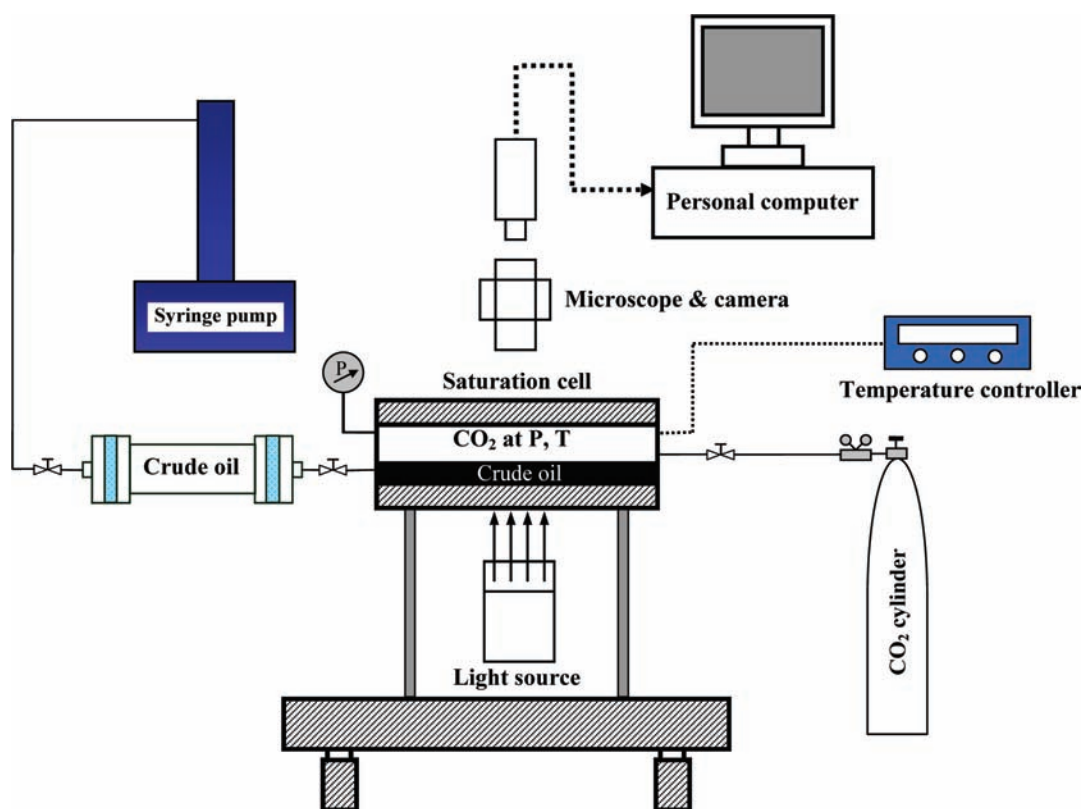 Personal computer
Syringe pump
Microscope & camera
P
Saturation cell
Temperature controller
CO₂ at P, T
Crude oil
Crude oil
CO₂ cylinder
Light source